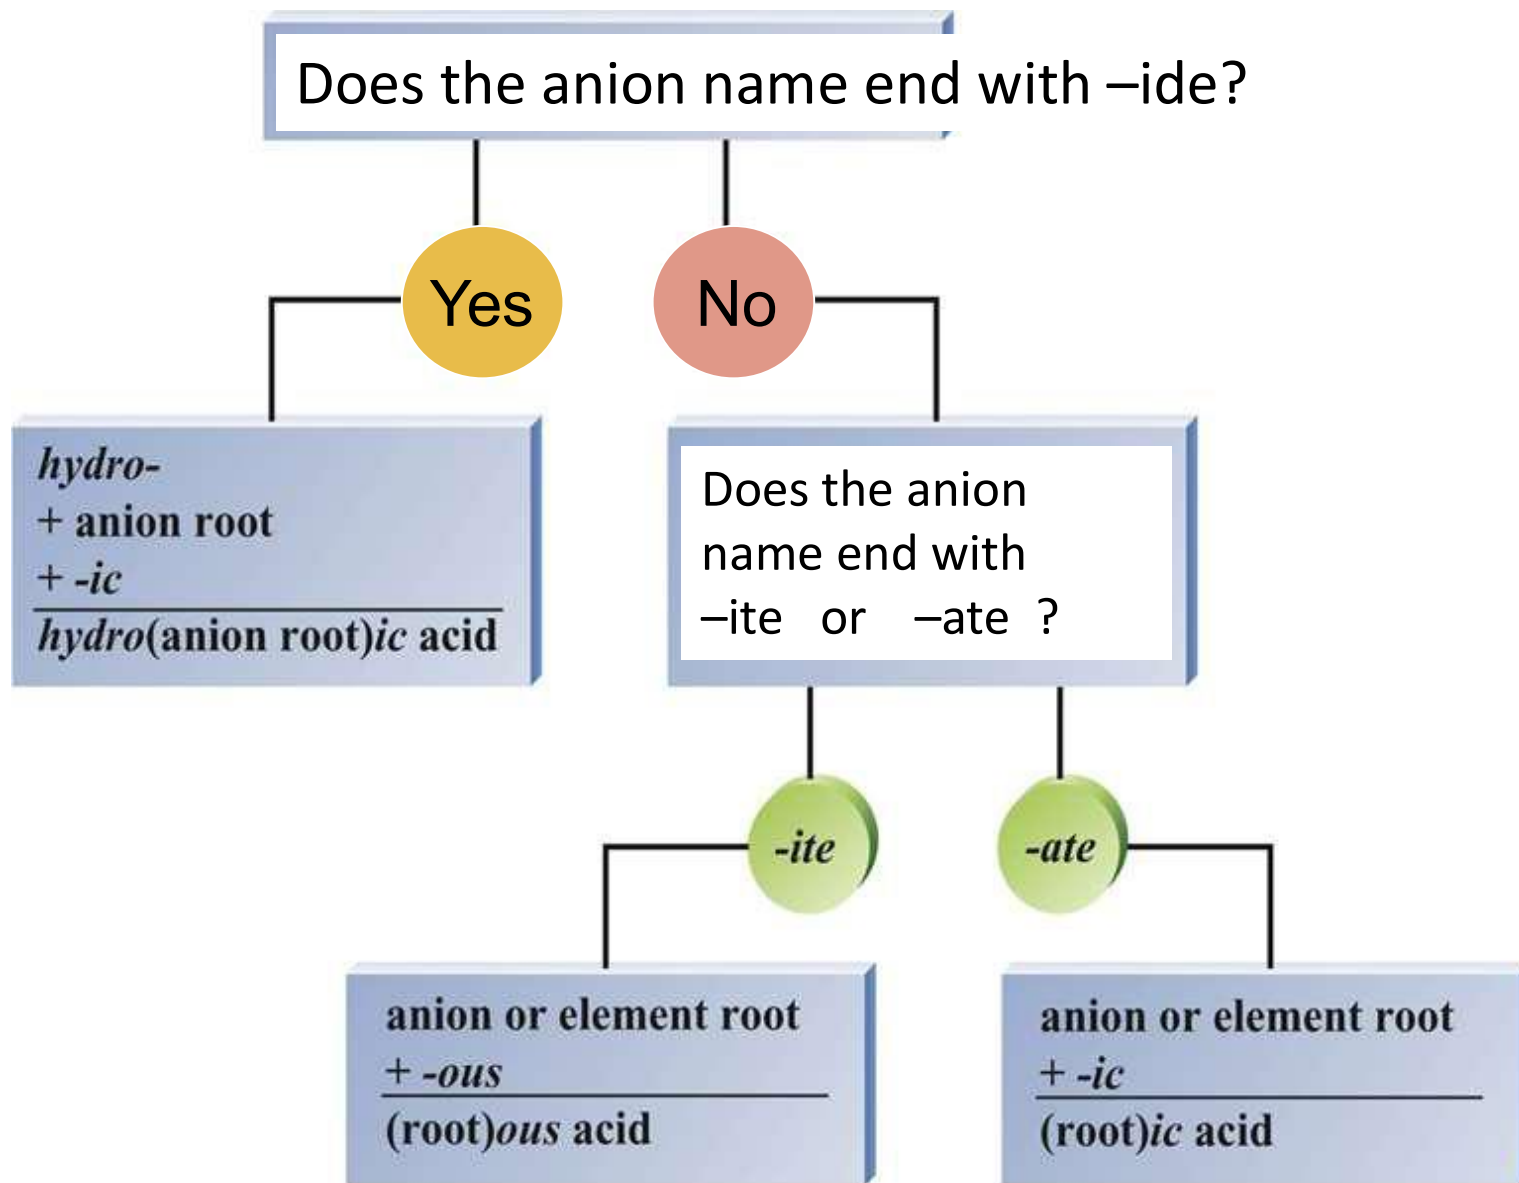 Does the anion name end with –ide?
Yes
No
hydro-
+ anion root
+ -ic
hydro(anion root)ic acid
Does the anion
name end with
–ite or –ate ?
-ite
-ate
anion or element root
+ -ous
(root)ous acid
anion or element root
+ -ic
(root)ic acid